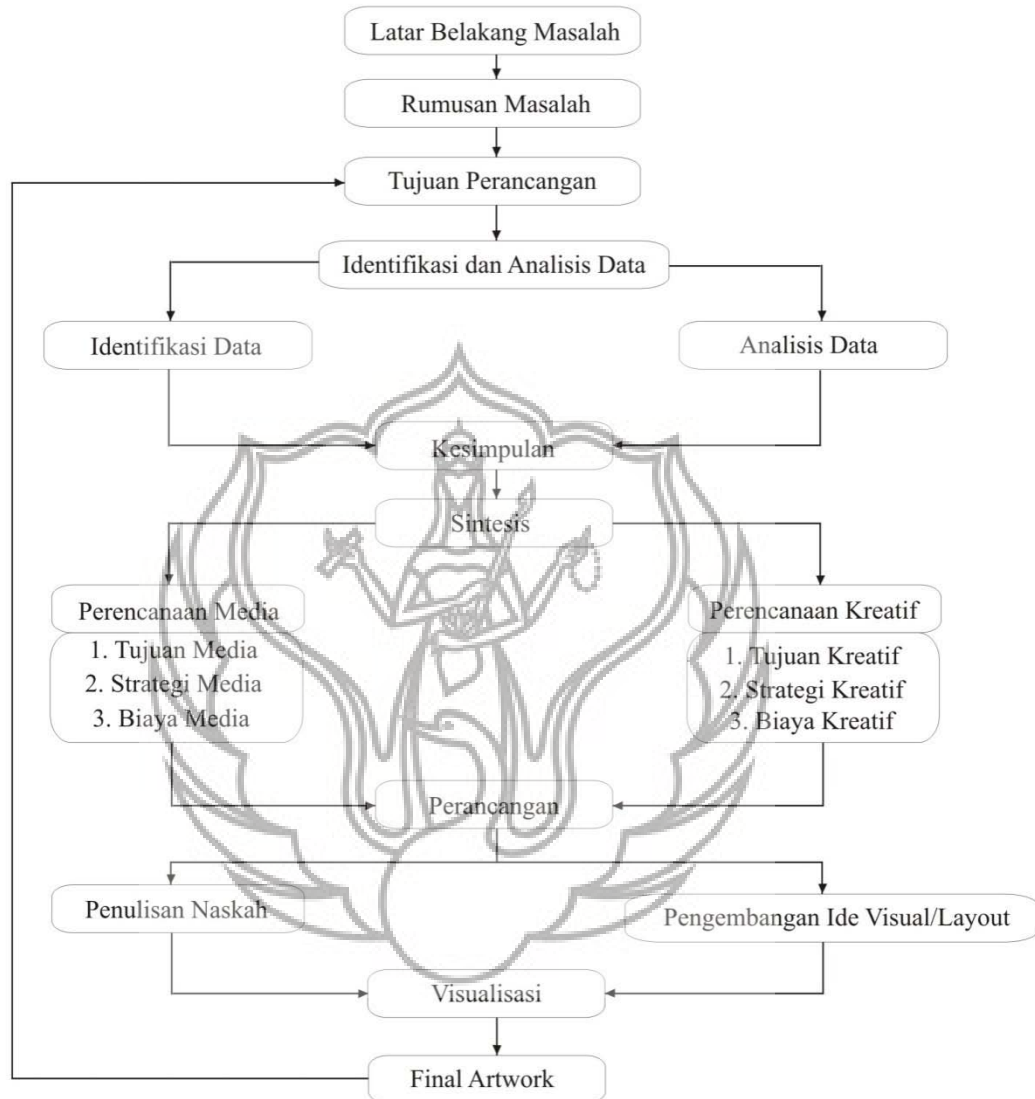 Latar Belakang Masalah
Rumusan Masalah
Tujuan Perancangan
Identifikasi dan Analisis Data
Identifikasi Data
Analisis Data
Kesimpulan
Sintesis
Perencanaan Media
1. Tujuan Media
2. Strategi Media
3. Biaya Media
Perencanaan Kreatif
1. Tujuan Kreatif
2. Strategi Kreatif
3. Biaya Kreatif
Perancangan
Penulisan Naskah
Pengembangan Ide Visual/Layout
Visualisasi
Final Artwork